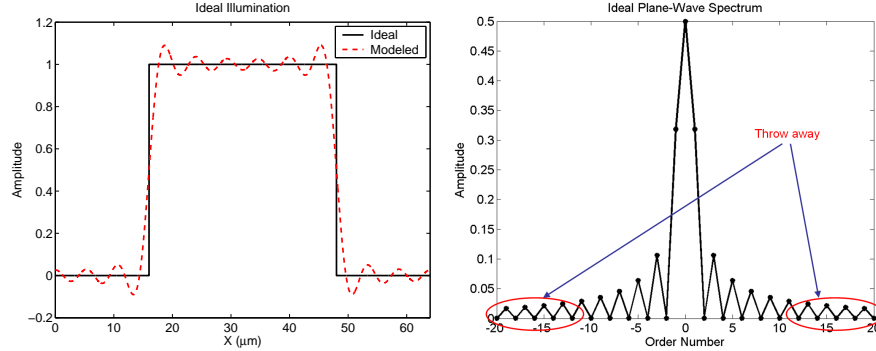 Ideal Illumination
Ideal
Modeled
1.2
1
0.8
0.6
0.4
0.2
0
−0.2
Amplitude
0 10 20 30 40 50 60
X (μm)
Ideal Plane-Wave Spectrum
0.5
0.45
0.4
0.35
0.3
0.25
0.2
0.15
0.1
0.05
0
Amplitude
Throw away
-20 -15 -10 -5 0 5 10 15 20
Order Number